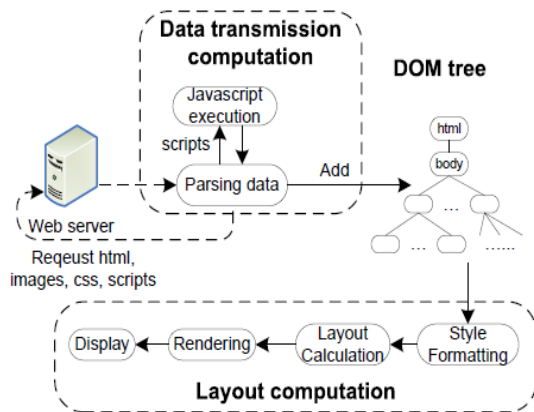 Data transmission
computation
DOM tree
Javascript
execution
scripts
html
body
Parsing data
Add
Web server
Reqeust html,
images, css, scripts
... 
...
......
Display
Rendering
Layout
Calculation
Style
Formatting
Layout computation